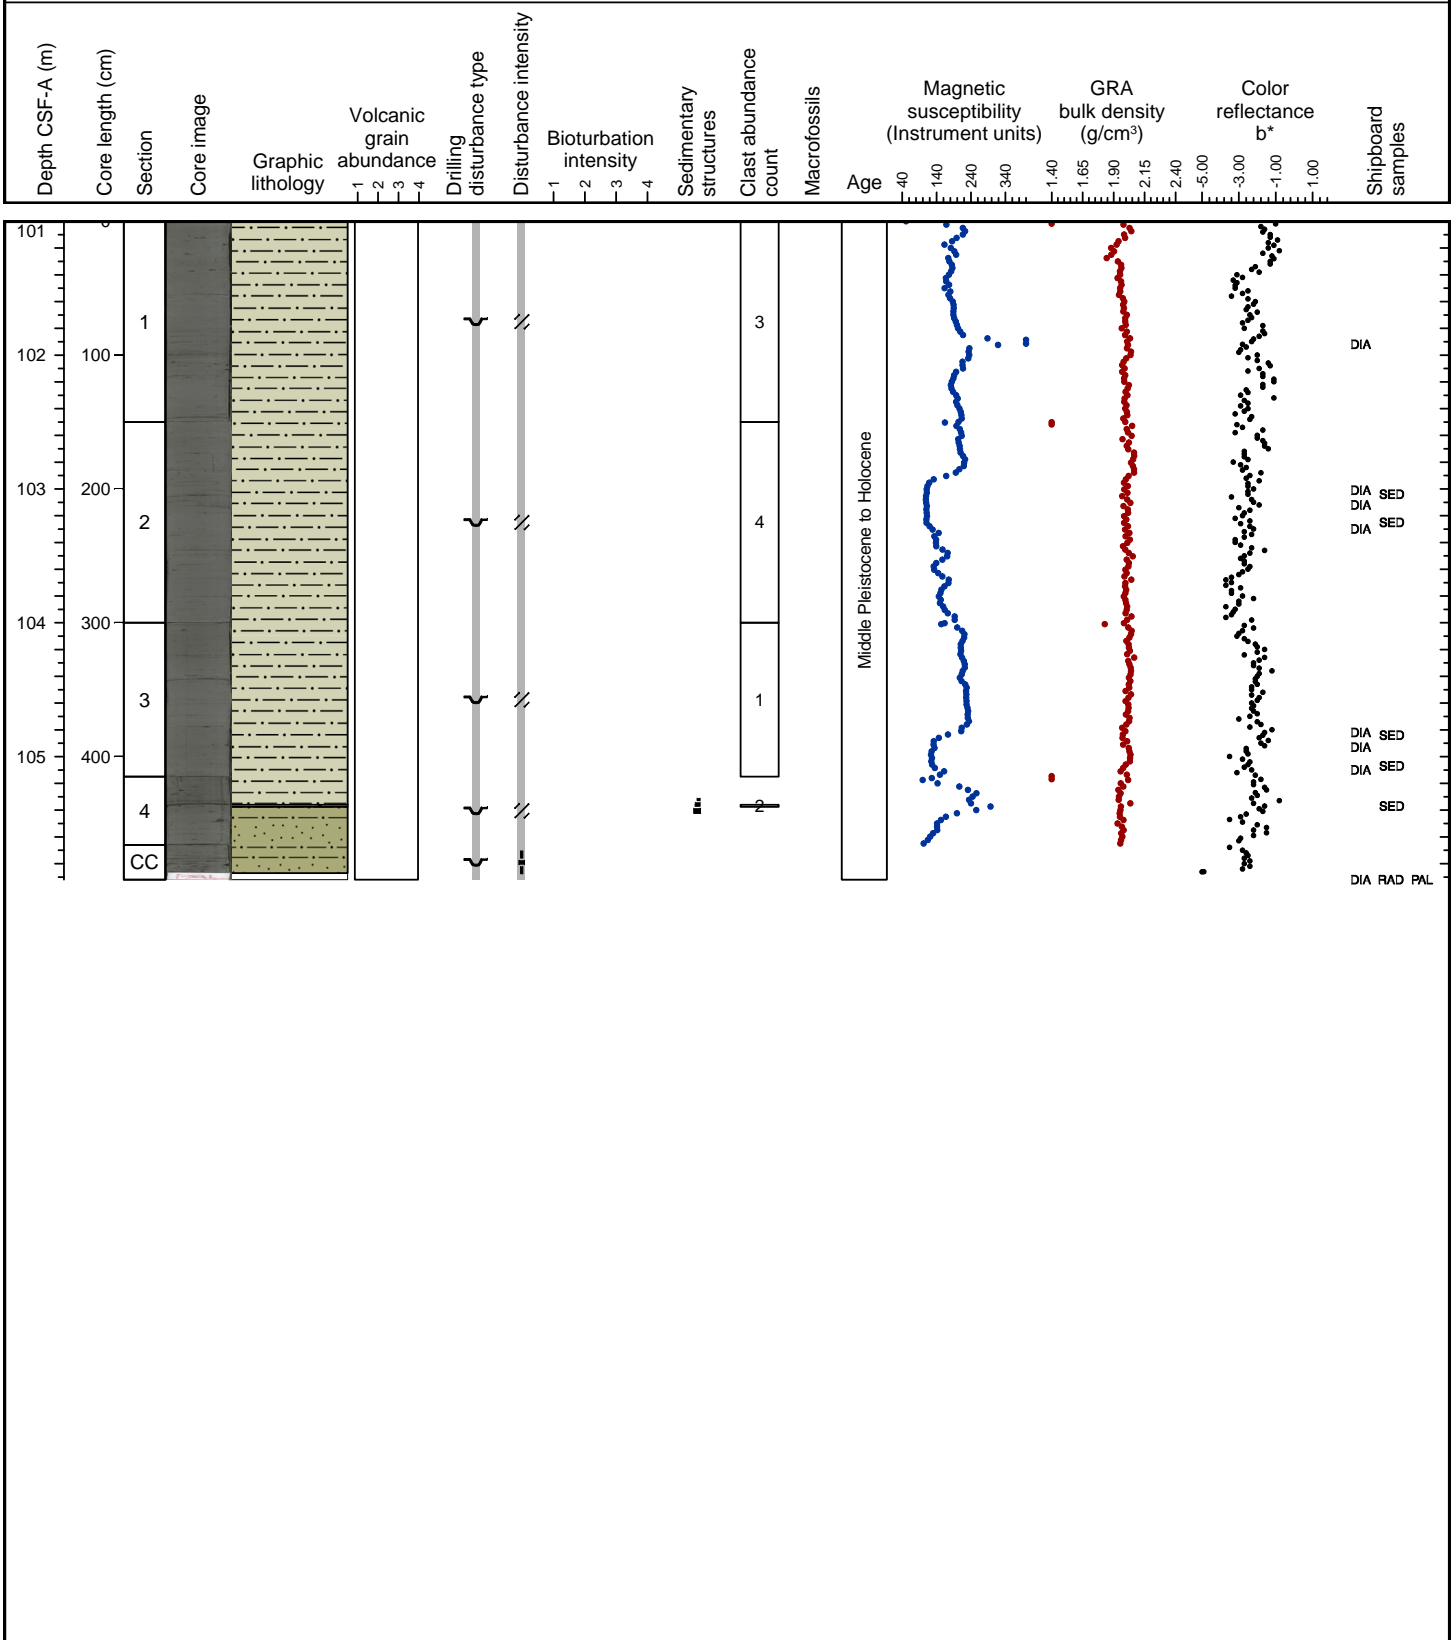 Depth CSF-A (m)
Core length (cm)
Section
Core image
Graphic
lithology
Volcanic
grain
abundance
1 2 3 4
Drilling
disturbance type
Disturbance intensity
Bioturbation
intensity
1 2 3 4
Sedimentary
structures
Clast abundance
count
Macrofossils
Age
Magnetic
susceptibility
(Instrument units)
40 140 240 340
GRA
bulk density
(g/cm³)
1.40 1.65 1.90 2.15 2.40
Color
reflectance
b*
-5.00 -3.00 -1.00 1.00
Shipboard
samples
0
101
1
3
102
100
DIA
103
200
2
4
DIA SED
DIA
SED
DIA
104
300
3
1
Middle Pleistocene to Holocene
105
400
DIA SED
DIA
SED
DIA
4
2
SED
CC
DIA RAD PAL